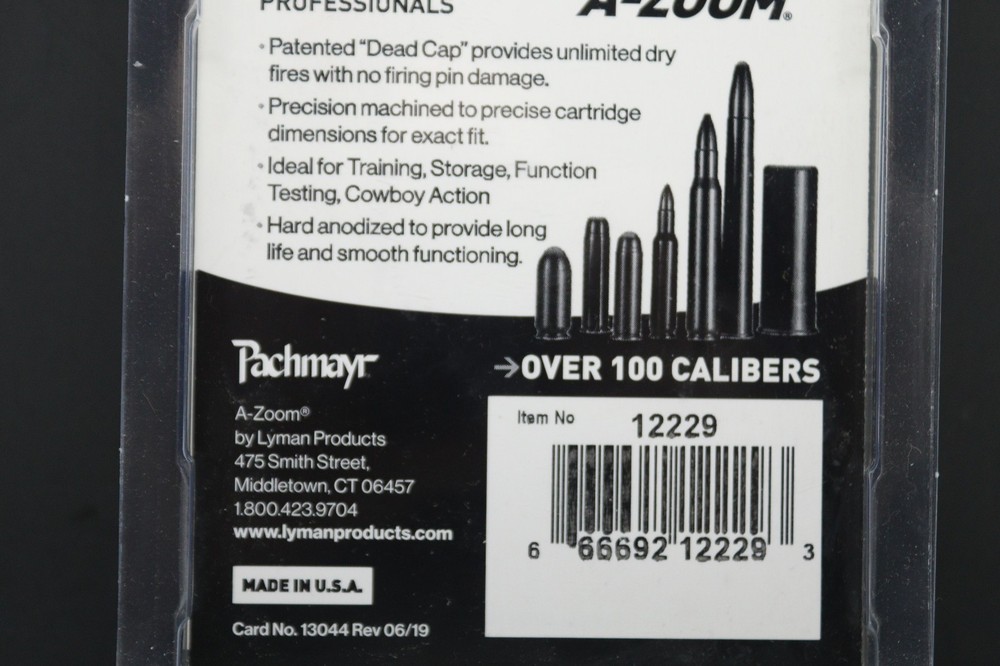 PROFESSIONALS
A-ZOOM®
• Patented “Dead Cap” provides unlimited dry
fires with no firing pin damage.
• Precision machined to precise cartridge
dimensions for exact fit.
• Ideal for Training, Storage, Function
Testing, Cowboy Action
• Hard anodized to provide long
life and smooth functioning.
Pachmayr
→OVER 100 CALIBERS
A-Zoom®
by Lyman Products
475 Smith Street,
Middletown, CT 06457
1.800.423.9704
www.lymanproducts.com
MADE IN U.S.A.
Card No. 13044 Rev 06/19
Item No 12229
6 66692 12229 3